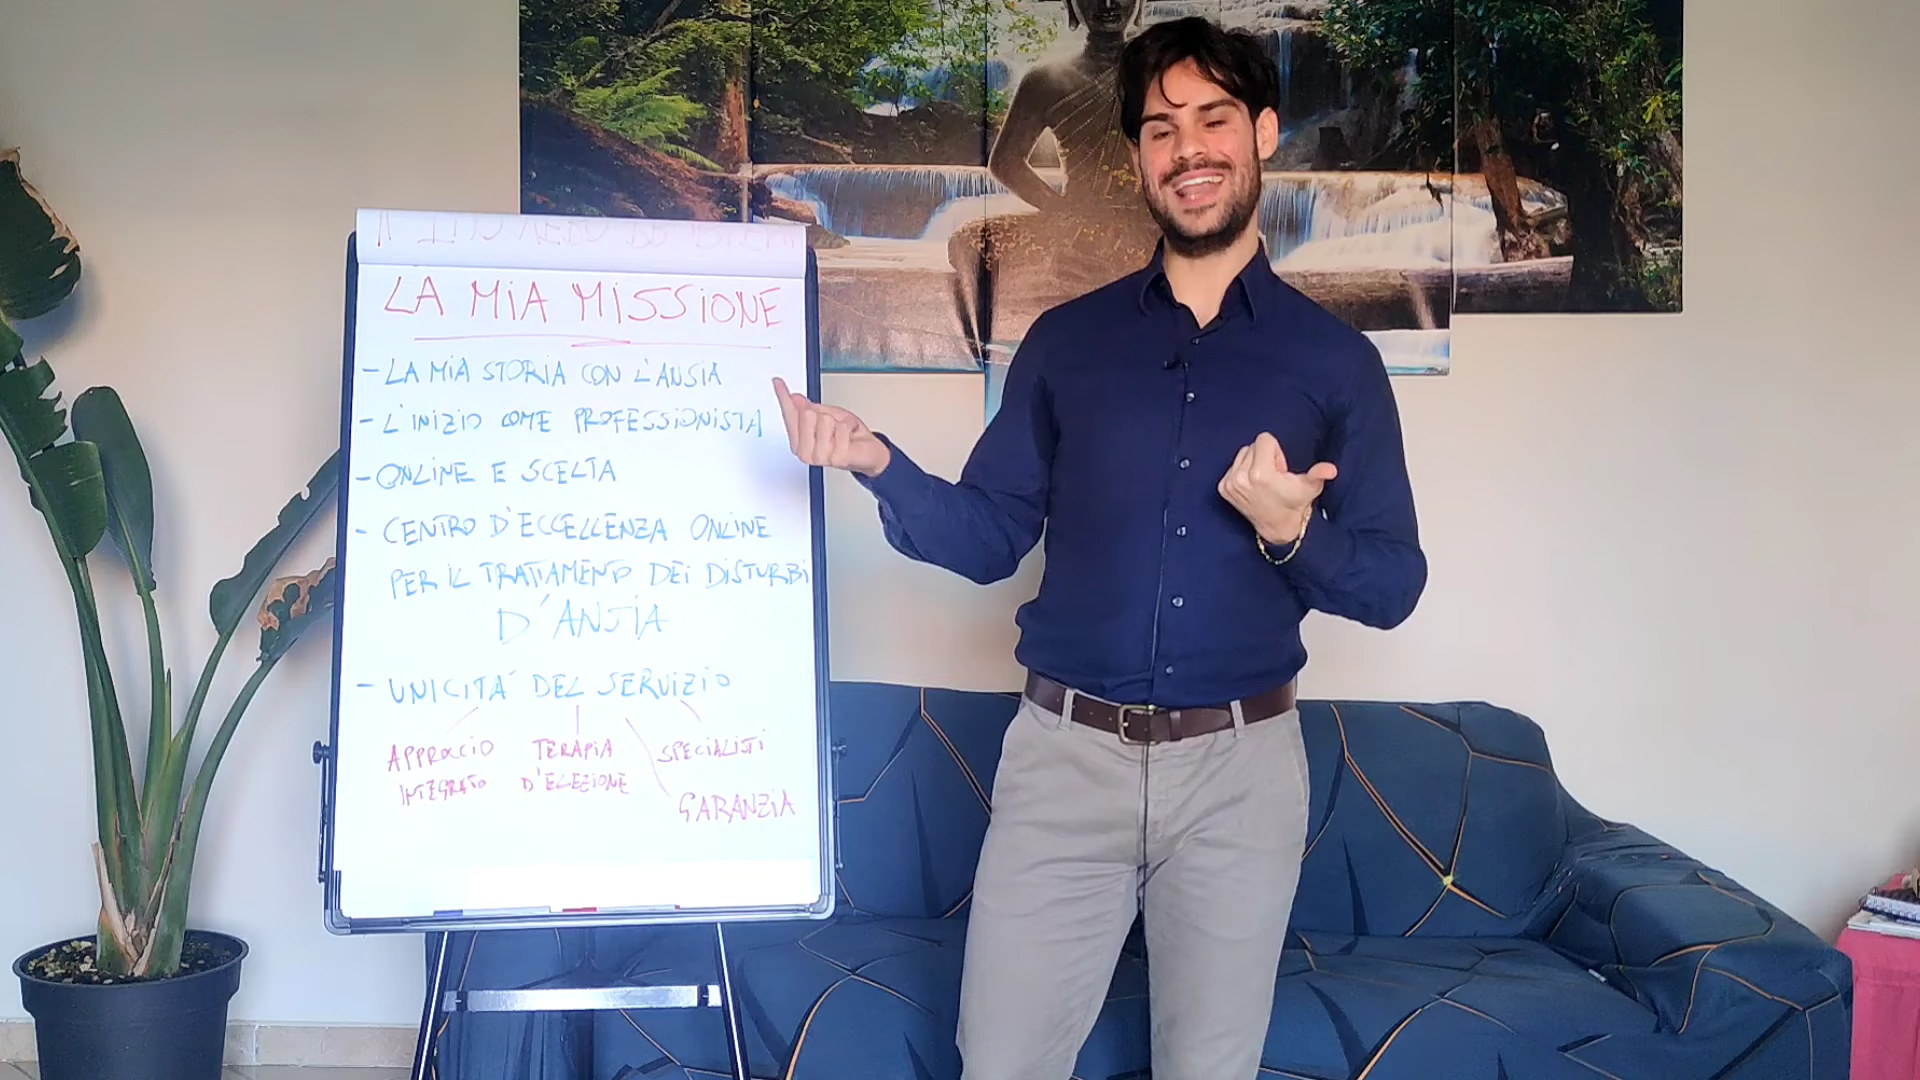 LA MIA MISSIONE
- LA MIA STORIA CON L'ANSIA
- L'INIZIO COME PROFESSIONISTA
- ONLINE E SCELTA
- CENTRO D'ECCELLENZA ONLINE
PER IL TRATTAMENTO DEI DISTURBI
D'ANSIA
- UNICITÀ DEL SERVIZIO
APPROCCIO INTEGRATO
TERAPIA D'ELEZIONE
SPECIALISTI
GARANZIA